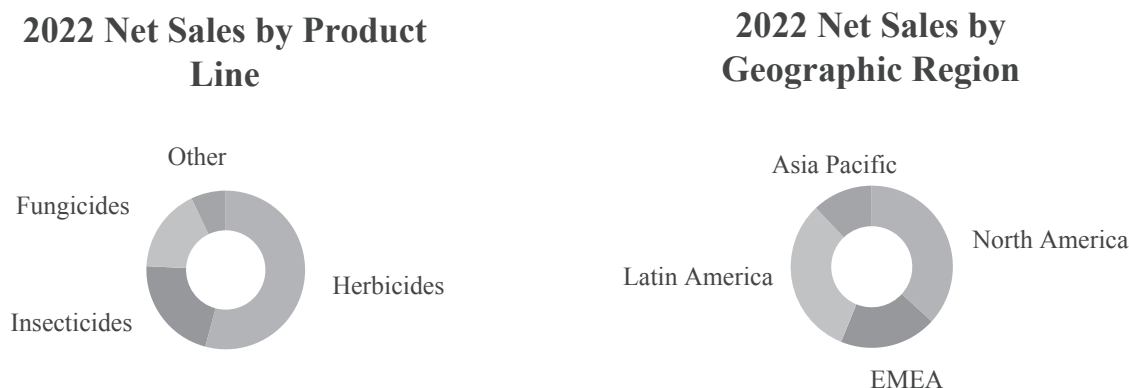 2022 Net Sales by Product
Line
Other
Fungicides
Herbicides
Insecticides
2022 Net Sales by
Geographic Region
Asia Pacific
North America
Latin America
EMEA